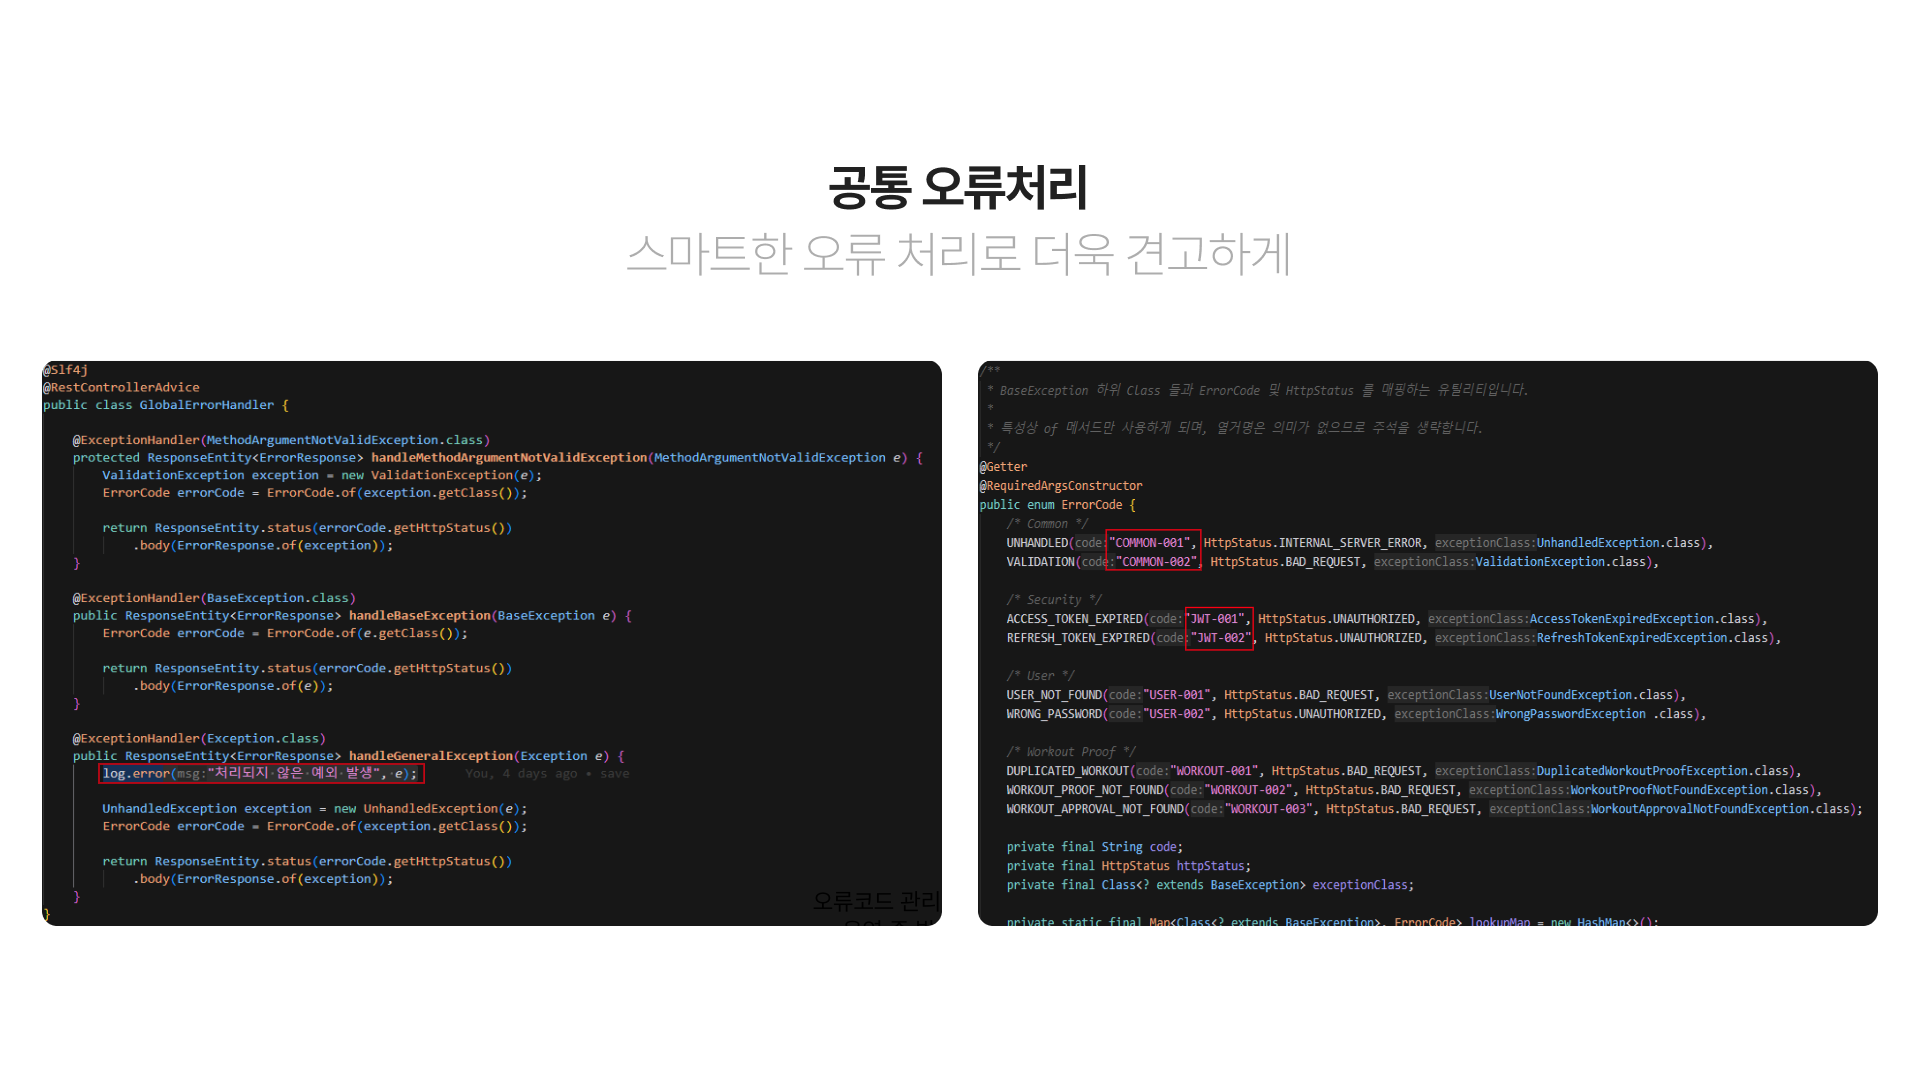 공통 오류처리
스마트한 오류 처리로 더욱 견고하게
@Slf4j
@RestControllerAdvice
public class GlobalErrorHandler {
@ExceptionHandler(MethodArgumentNotValidException.class)
protected ResponseEntity<ErrorResponse> handleMethodArgumentNotValidException(MethodArgumentNotValidException e) {
ValidationException exception = new ValidationException(e);
ErrorCode errorCode = ErrorCode.of(exception.getClass());
return ResponseEntity.status(errorCode.getHttpStatus())
.body(ErrorResponse.of(exception));
}
@ExceptionHandler(BaseException.class)
public ResponseEntity<ErrorResponse> handleBaseException(BaseException e) {
ErrorCode errorCode = ErrorCode.of(e.getClass());
return ResponseEntity.status(errorCode.getHttpStatus())
.body(ErrorResponse.of(e));
}
@ExceptionHandler(Exception.class)
public ResponseEntity<ErrorResponse> handleGeneralException(Exception e) {
log.error(msg:"처리되지 않은 예외 발생", e); You, 4 days ago • save
UnhandledException exception = new UnhandledException(e);
ErrorCode errorCode = ErrorCode.of(exception.getClass());
return ResponseEntity.status(errorCode.getHttpStatus())
.body(ErrorResponse.of(exception));
}
}
오류코드 관리
/**
* BaseException 하위 Class 들과 ErrorCode 및 HttpStatus 를 매핑하는 유틸리티입니다.
*
* 특성상 of 메서드만 사용하게 되며, 열거명은 의미가 없으므로 주석을 생략합니다.
*/
@Getter
@RequiredArgsConstructor
public enum ErrorCode {
/* Common */
UNHANDLED(code:"COMMON-001", HttpStatus.INTERNAL_SERVER_ERROR, exceptionClass:UnhandledException.class),
VALIDATION(code:"COMMON-002", HttpStatus.BAD_REQUEST, exceptionClass:ValidationException.class),
/* Security */
ACCESS_TOKEN_EXPIRED(code:"JWT-001", HttpStatus.UNAUTHORIZED, exceptionClass:AccessTokenExpiredException.class),
REFRESH_TOKEN_EXPIRED(code:"JWT-002", HttpStatus.UNAUTHORIZED, exceptionClass:RefreshTokenExpiredException.class),
/* User */
USER_NOT_FOUND(code:"USER-001", HttpStatus.BAD_REQUEST, exceptionClass:UserNotFoundException.class),
WRONG_PASSWORD(code:"USER-002", HttpStatus.UNAUTHORIZED, exceptionClass:WrongPasswordException .class),
/* Workout Proof */
DUPLICATED_WORKOUT(code:"WORKOUT-001", HttpStatus.BAD_REQUEST, exceptionClass:DuplicatedWorkoutProofException.class),
WORKOUT_PROOF_NOT_FOUND(code:"WORKOUT-002", HttpStatus.BAD_REQUEST, exceptionClass:WorkoutProofNotFoundException.class),
WORKOUT_APPROVAL_NOT_FOUND(code:"WORKOUT-003", HttpStatus.BAD_REQUEST, exceptionClass:WorkoutApprovalNotFoundException.class);
private final String code;
private final HttpStatus httpStatus;
private final Class<? extends BaseException> exceptionClass;
private static final Map<Class<? extends BaseException>, ErrorCode> lookupMap = new HashMap<>();